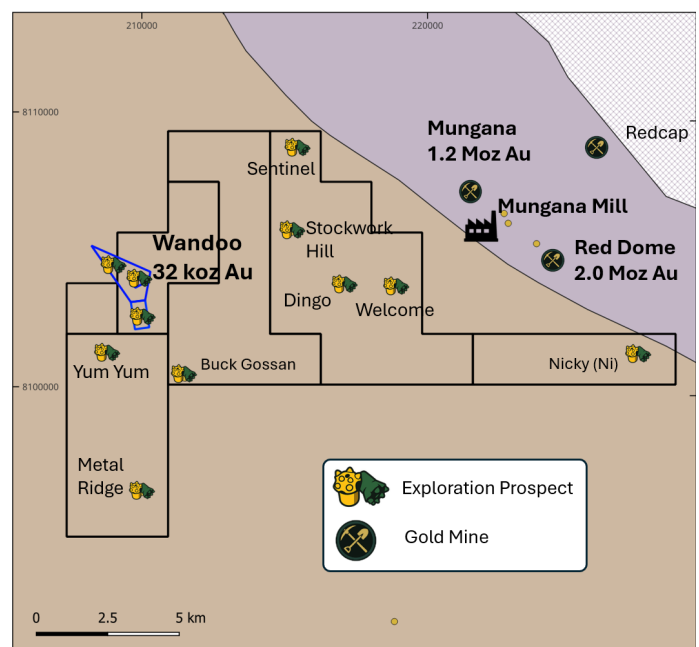 210000
220000
8110000
Mungana
1.2 Moz Au
Redcap
Sentinel
Mungana Mill
Stockwork
Hill
Wandoo
32 koz Au
Red Dome
2.0 Moz Au
Dingo
Welcome
Yum Yum
Buck Gossan
Nicky (Ni)
8100000
Metal
Ridge
Exploration Prospect
Gold Mine
0 2.5 5 km